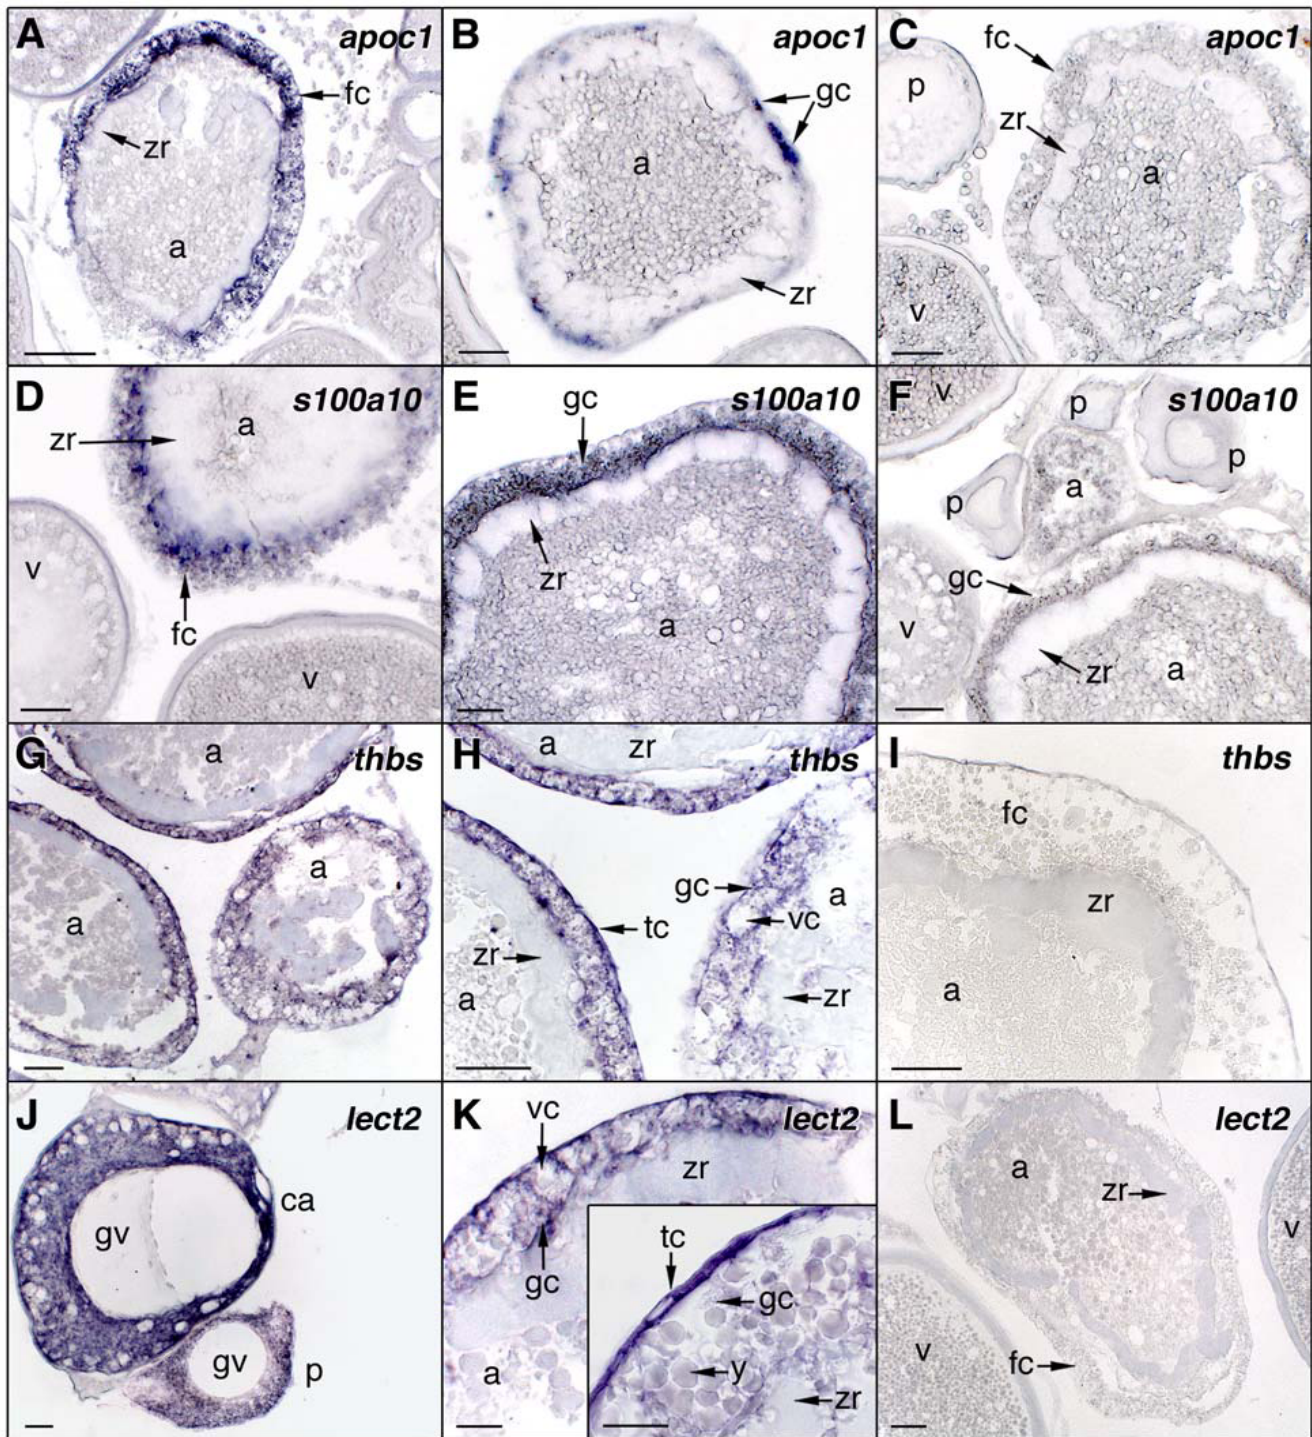 A apoc1
fc
zr
a
B apoc1
gc
a
zr
C apoc1
fc
p
zr
a
v
v
D s100a10
zr
a
v
fc
v
E s100a10
gc
zr
a
F s100a10
p
p
a
p
gc
v
zr
a
G thbs
a
a
a
H thbs
a zr
gc
a
vc
tc
zr
a
zr
I thbs
fc
zr
a
J lect2
ca
gv
gv
p
K lect2
vc
zr
gc
a
tc
gc
y
zr
L lect2
a
zr
v
v
fc